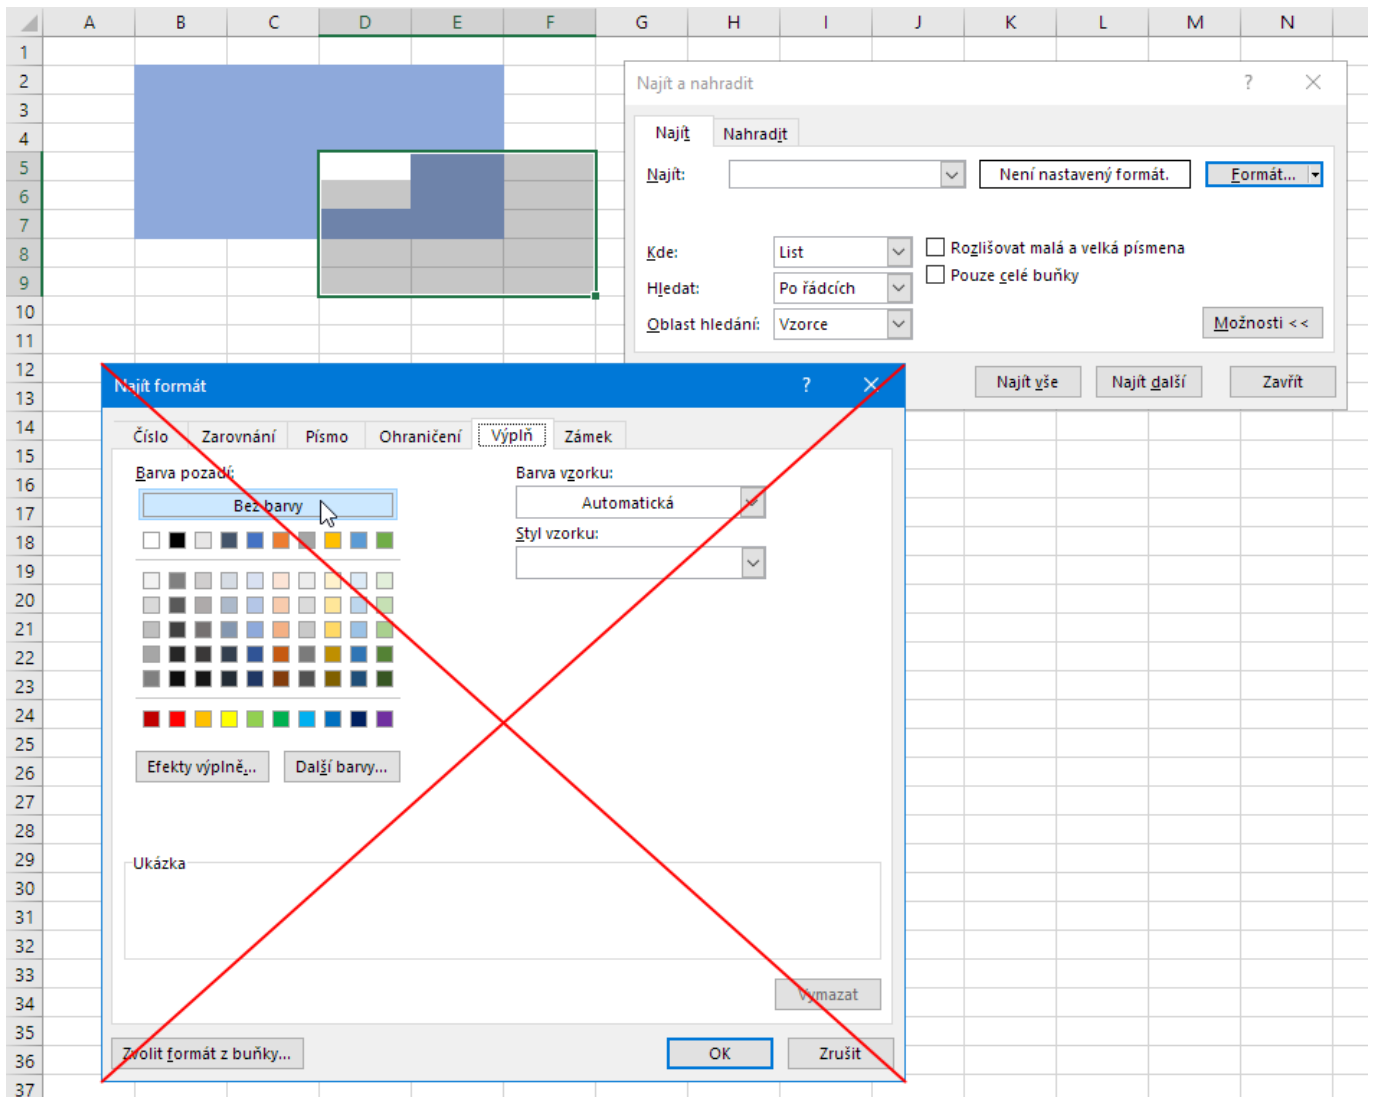 A B C D E F G H I J K L M N
1
2
3
4
5
6
7
8
9
10
11
12
13
14
15
16
17
18
19
20
21
22
23
24
25
26
27
28
29
30
31
32
33
34
35
36
37
Najít a nahradit ?
Najít Nahradit
Najít: Není nastavený formát. Formát...
Kde: List Rozlišovat malá a velká písmena
Pouze celé buňky
Hledat: Po řádcích
Oblast hledání: Vzorce Možnosti <<
Najít vše Najít další Zavřít
Najít formát ?
Číslo Zarovnání Písmo Ohraničení Výplň Zámek
Barva pozadí: Barva vzorku:
Bez barvy Automatická
Styl vzorku:
Efekty výplně... Další barvy...
Ukázka
Vymazat
Zvolit formát z buňky... OK Zrušit